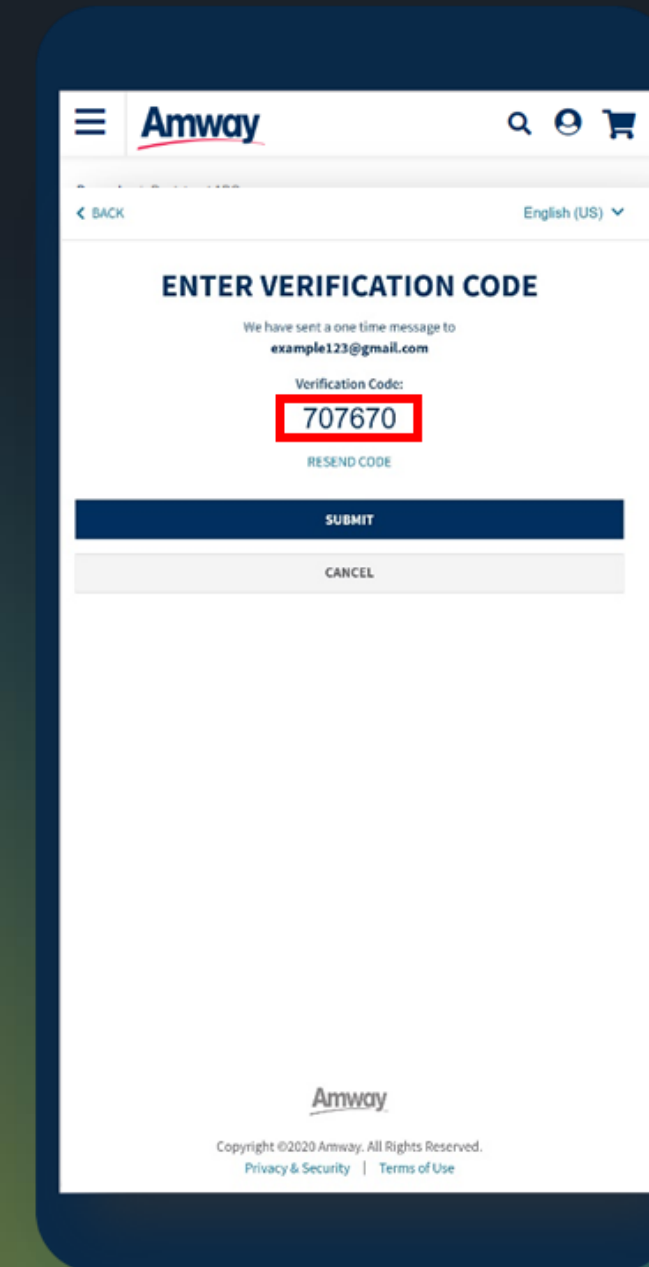 Amway
BACK
English (US)
ENTER VERIFICATION CODE
We have sent a one time message to
example123@gmail.com
Verification Code:
707670
RESEND CODE
SUBMIT
CANCEL
Amway
Copyright ©2020 Amway. All Rights Reserved.
Privacy & Security | Terms of Use